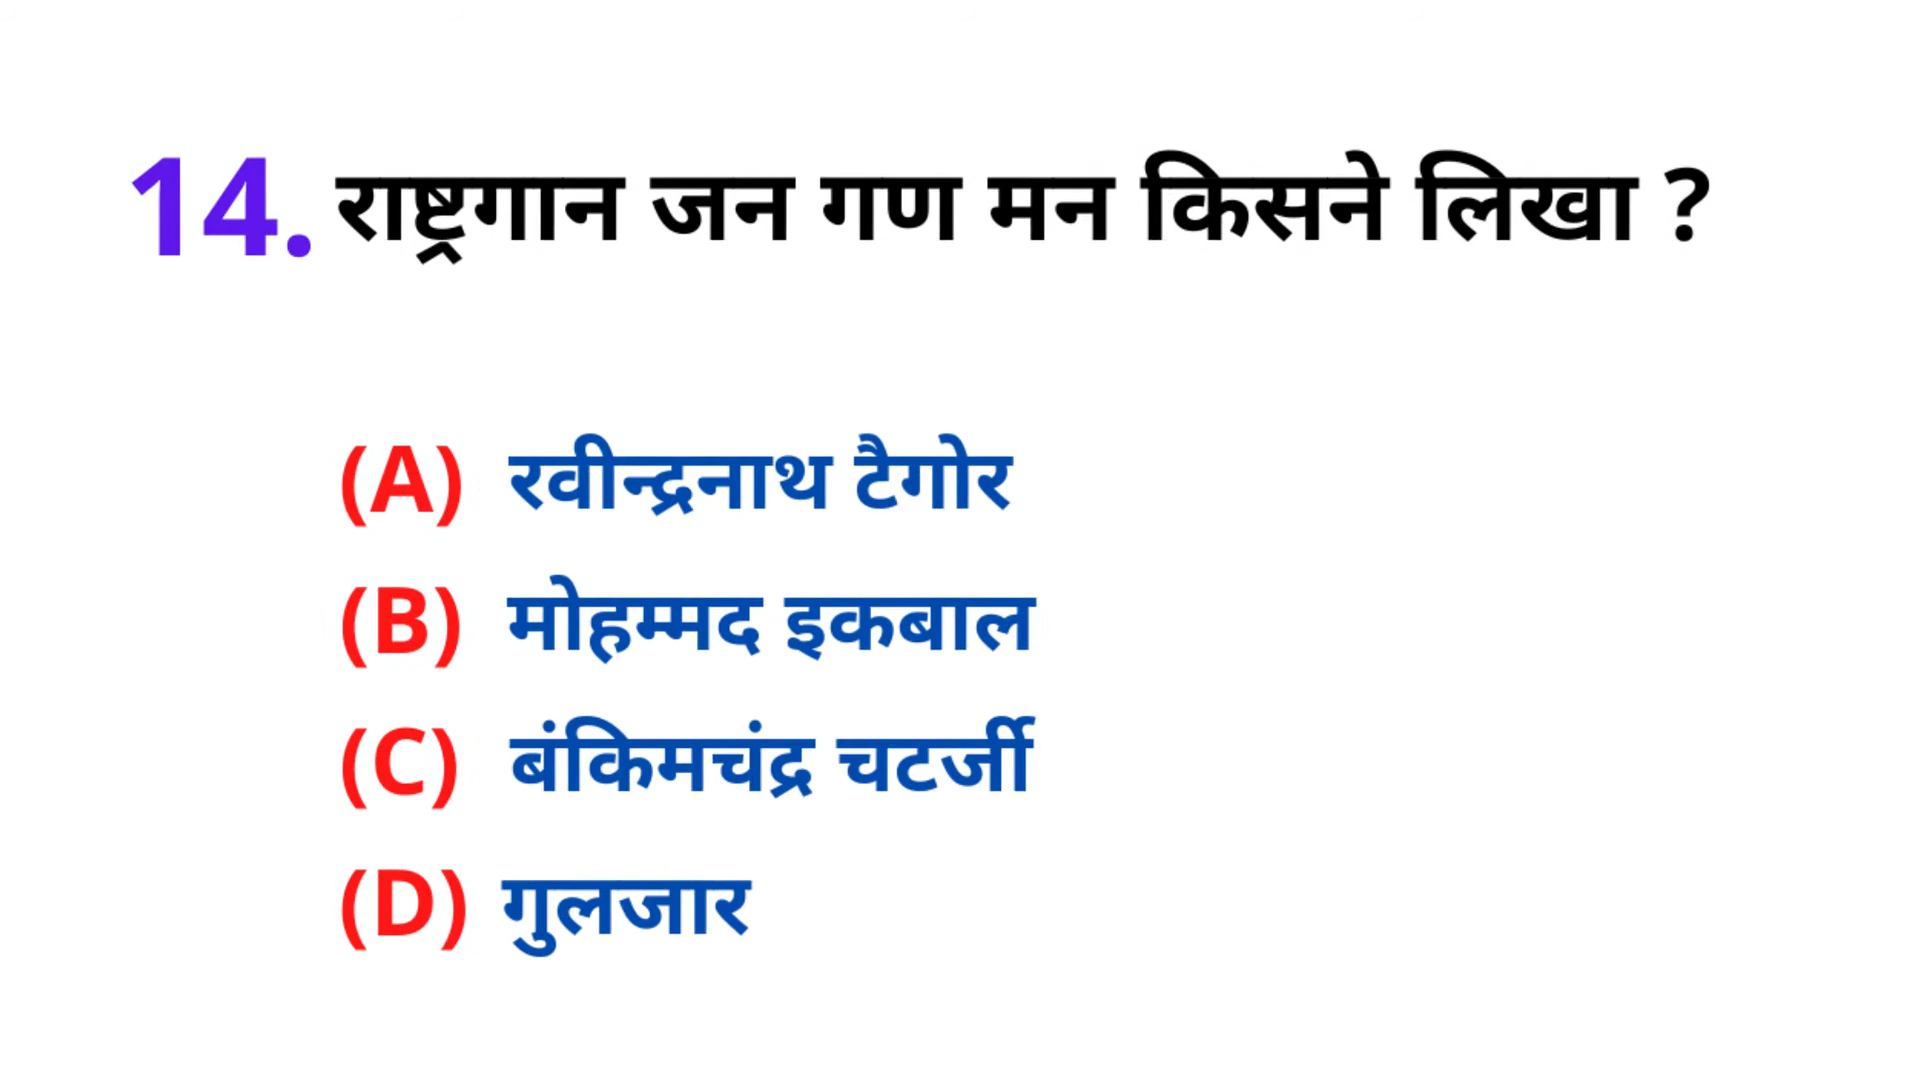 14. राष्ट्रगान जन गण मन किसने लिखा ?
(A) रवीन्द्रनाथ टैगोर
(B) मोहम्मद इकबाल
(C) बंकिमचंद्र चटर्जी
(D) गुलजार